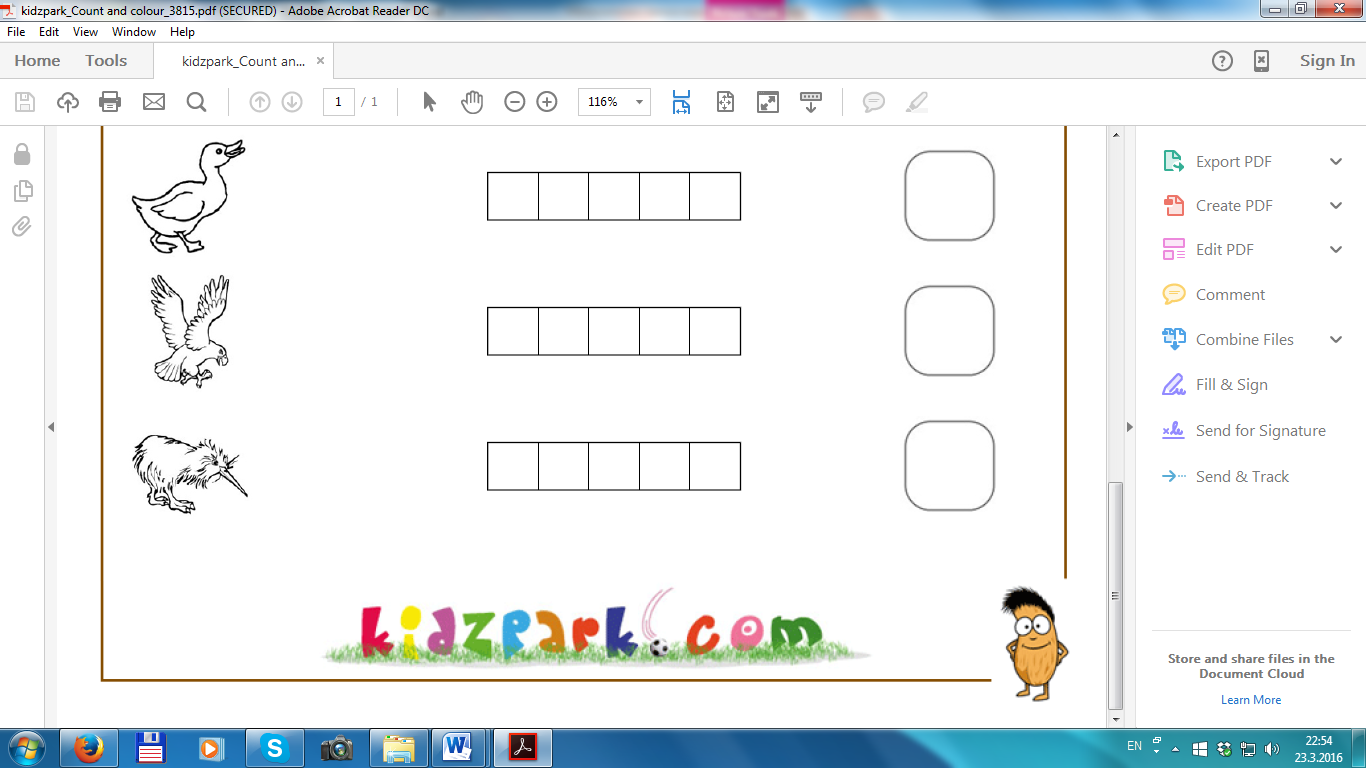 kidzpark_Count and colour_3815.pdf (SECURED) - Adobe Acrobat Reader DC
File Edit View Window Help
Home Tools kidzpark_Count an... × Sign In
1 / 1 116%
Export PDF
Create PDF
Edit PDF
Comment
Combine Files
Fill & Sign
Send for Signature
Send & Track
kidzpark.com
Store and share files in the
Document Cloud
Learn More
EN 22:54
23.3.2016